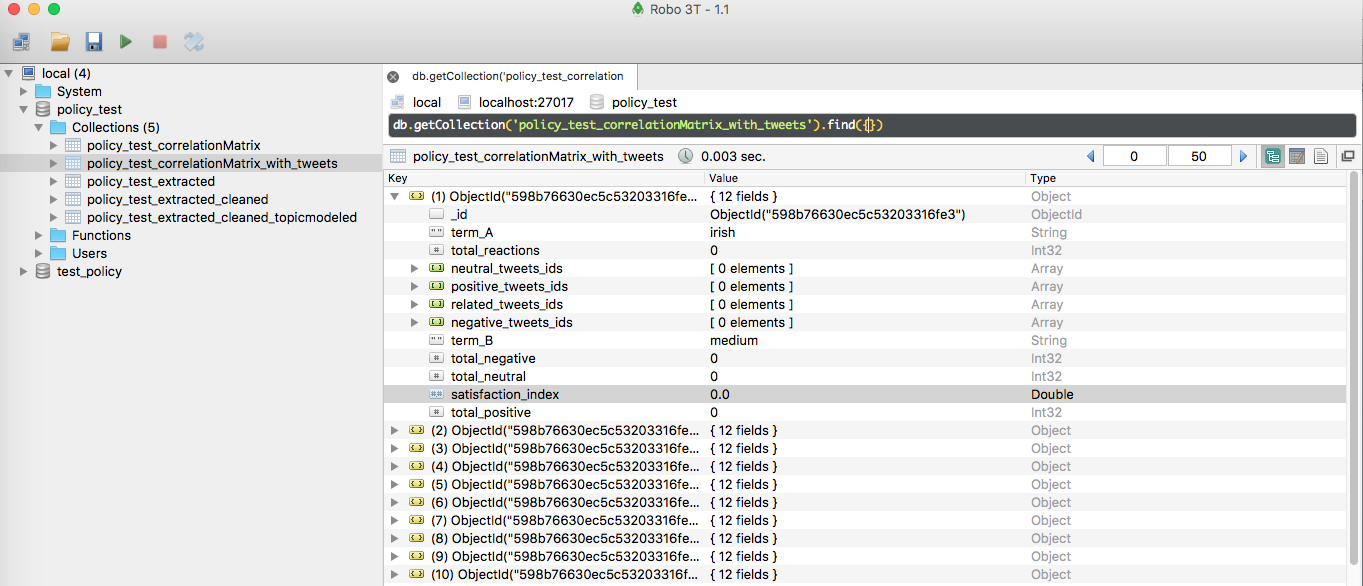 Robo 3T - 1.1
local (4)
System
policy_test
Collections (5)
policy_test_correlationMatrix
policy_test_correlationMatrix_with_tweets
policy_test_extracted
policy_test_extracted_cleaned
policy_test_extracted_cleaned_topicmodeled
Functions
Users
test_policy
db.getCollection('policy_test_correlation
local localhost:27017 policy_test
db.getCollection('policy_test_correlationMatrix_with_tweets').find({})
policy_test_correlationMatrix_with_tweets 0.003 sec. 0 50
Key Value Type
(1) ObjectId("598b76630ec5c53203316fe... { 12 fields } Object
_id ObjectId("598b76630ec5c53203316fe3") ObjectId
term_A irish String
total_reactions 0 Int32
neutral_tweets_ids [ 0 elements ] Array
positive_tweets_ids [ 0 elements ] Array
related_tweets_ids [ 0 elements ] Array
negative_tweets_ids [ 0 elements ] Array
term_B medium String
total_negative 0 Int32
total_neutral 0 Int32
satisfaction_index 0.0 Double
total_positive 0 Int32
(2) ObjectId("598b76630ec5c53203316fe... { 12 fields } Object
(3) ObjectId("598b76630ec5c53203316fe... { 12 fields } Object
(4) ObjectId("598b76630ec5c53203316fe... { 12 fields } Object
(5) ObjectId("598b76630ec5c53203316fe... { 12 fields } Object
(6) ObjectId("598b76630ec5c53203316fe... { 12 fields } Object
(7) ObjectId("598b76630ec5c53203316fe... { 12 fields } Object
(8) ObjectId("598b76630ec5c53203316fe... { 12 fields } Object
(9) ObjectId("598b76630ec5c53203316fe... { 12 fields } Object
(10) ObjectId("598b76630ec5c53203316f... { 12 fields } Object